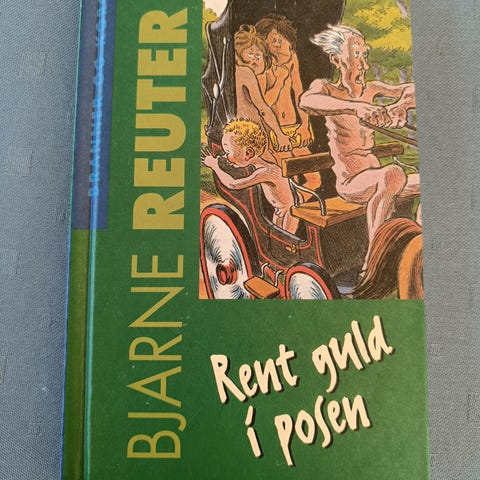 BJARNE REUTER
Rent guld
i posen